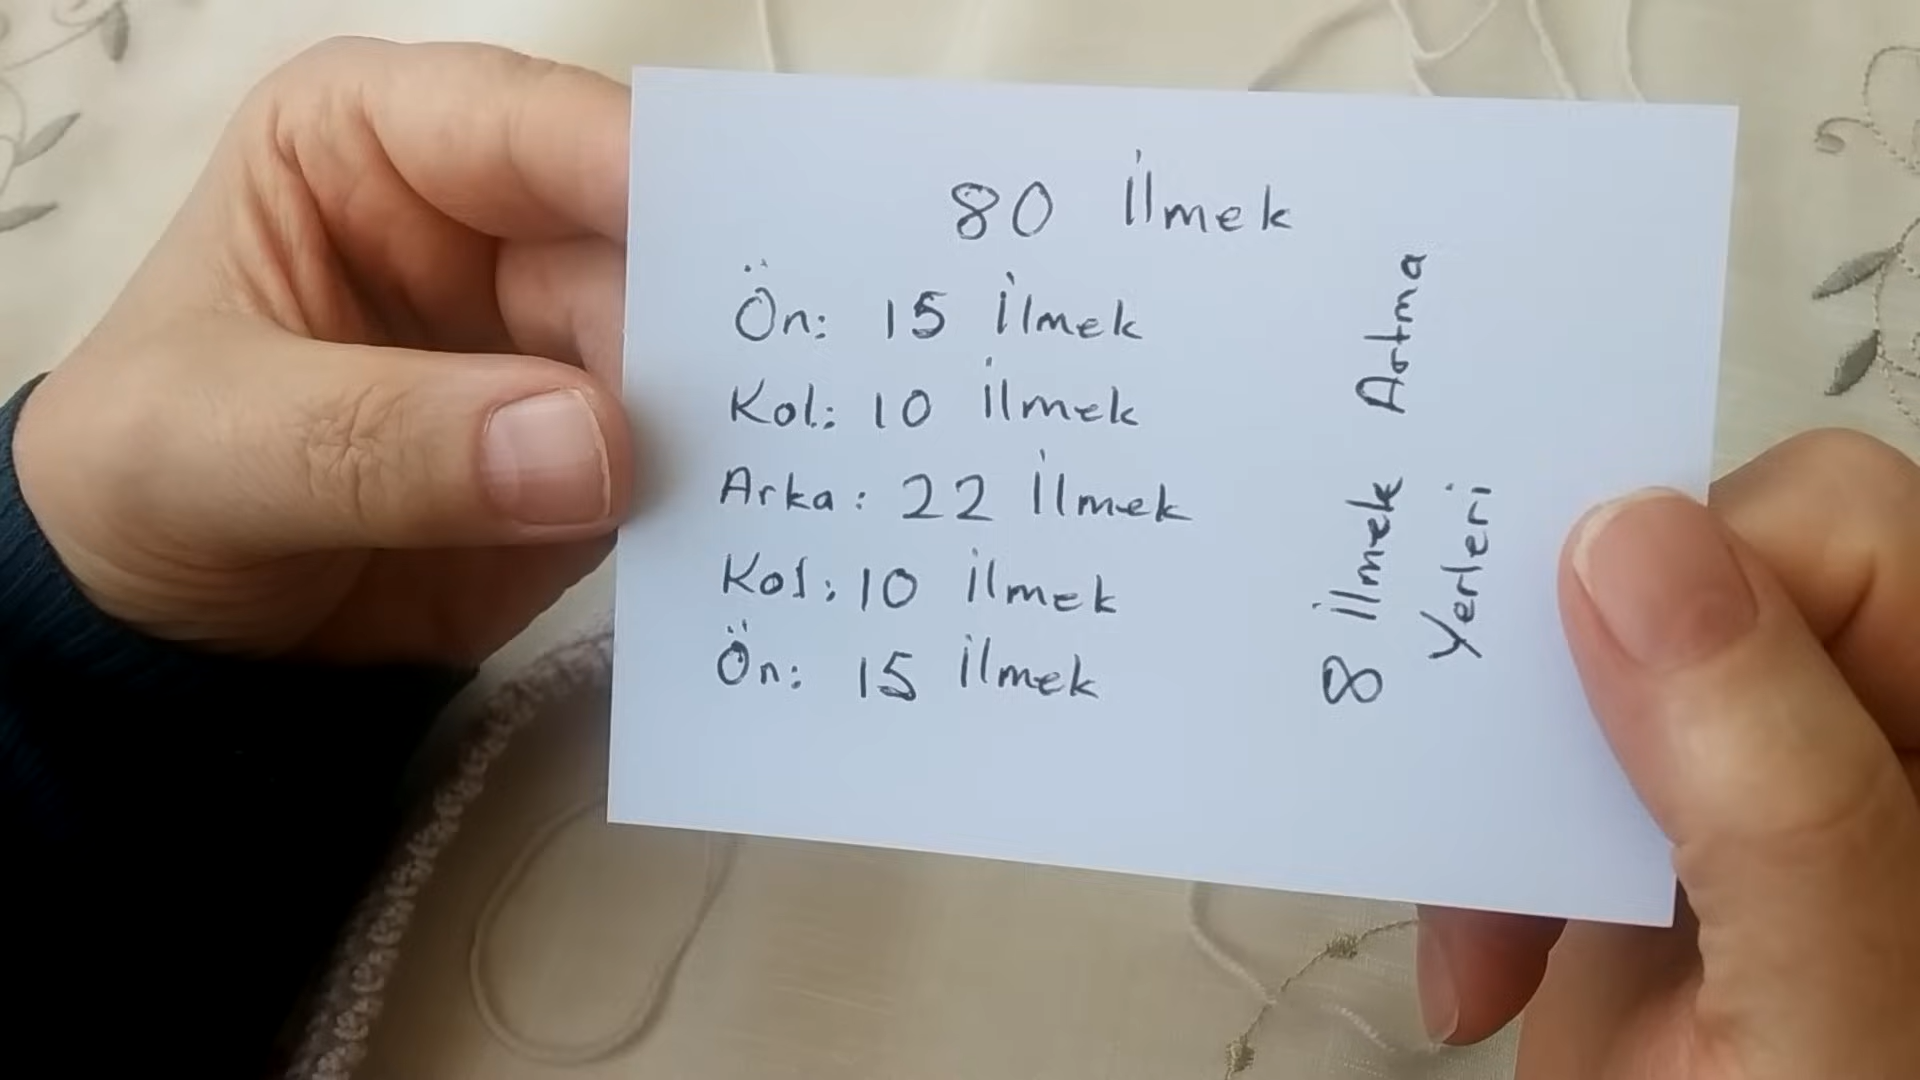 80 İlmek
Ön: 15 İlmek
Kol: 10 İlmek
Arka: 22 İlmek
Kol: 10 İlmek
Ön: 15 İlmek
8 İlmek Artma
Yerleri